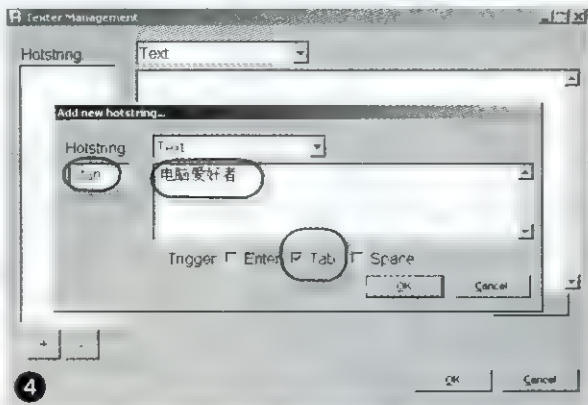 Texter Management
Hotstring
Text
Add new hotstring...
Hotstring
Text
电脑爱好者
Trigger Enter Tab Space
OK Cancel
+ -
OK Cancel
4